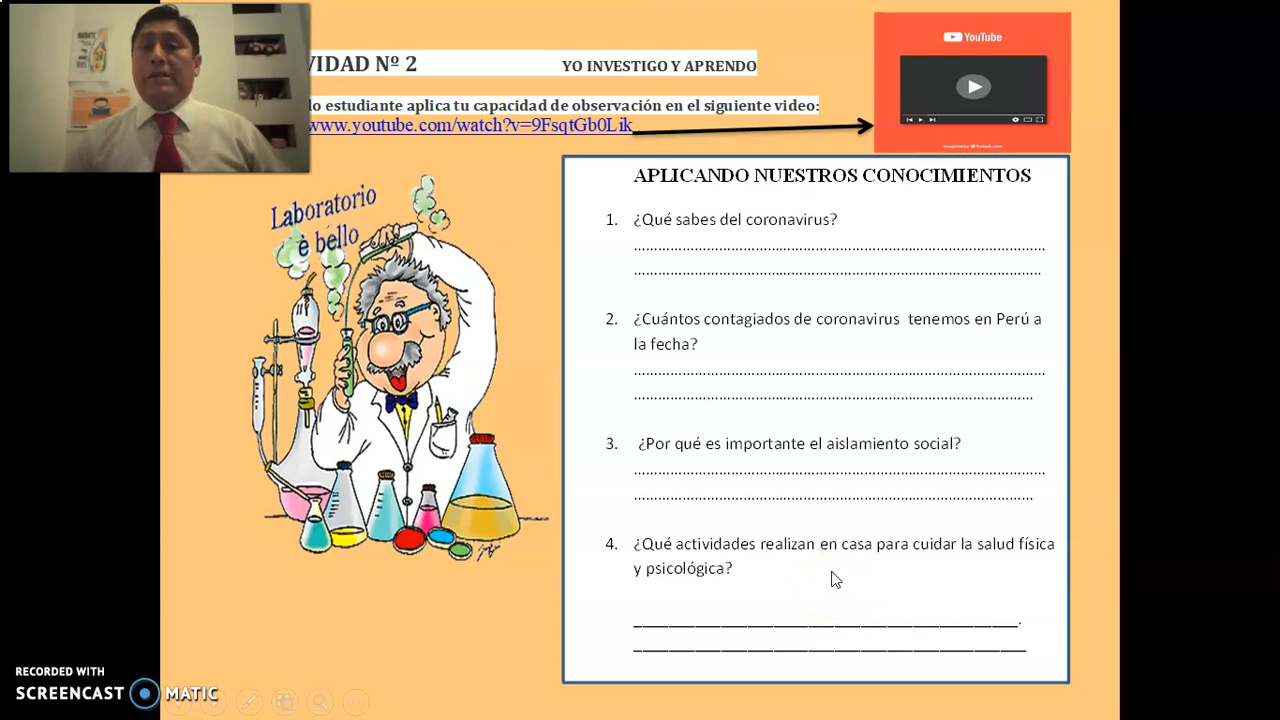 VIDAD Nº 2
YO INVESTIGO Y APRENDO
YouTube
lo estudiante aplica tu capacidad de observación en el siguiente video:
www.youtube.com/watch?v=9FsqtGb0Lik
Laboratorio
è bello
APLICANDO NUESTROS CONOCIMIENTOS
1. ¿Qué sabes del coronavirus?
2. ¿Cuántos contagiados de coronavirus tenemos en Perú a
la fecha?
3. ¿Por qué es importante el aislamiento social?
4. ¿Qué actividades realizan en casa para cuidar la salud física
y psicológica?
RECORDED WITH
SCREENCAST MATIC